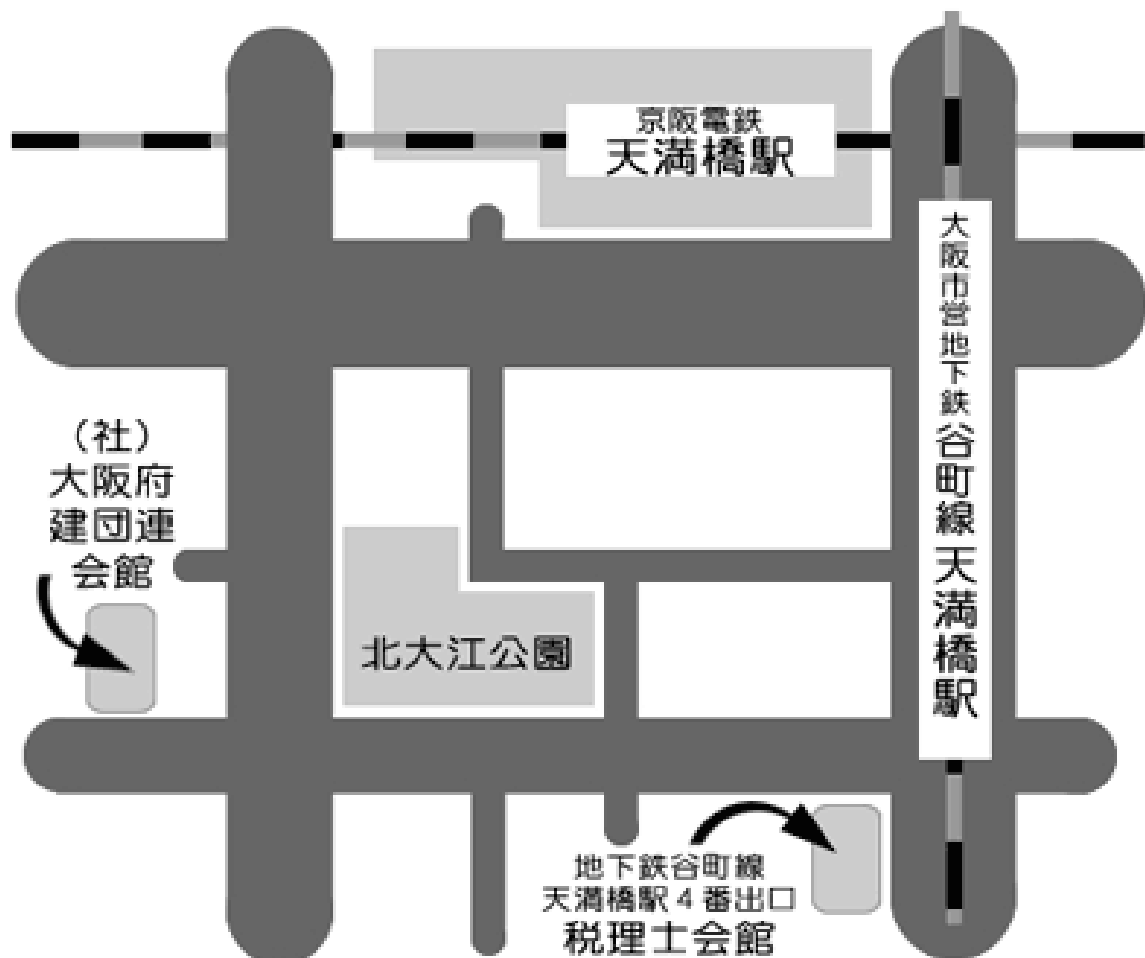 京阪電鉄
天満橋駅
大阪市営地下鉄谷町線天満橋駅
（社）
大阪府
建団連
会館
北大江公園
地下鉄谷町線
天満橋駅4番出口
税理士会館